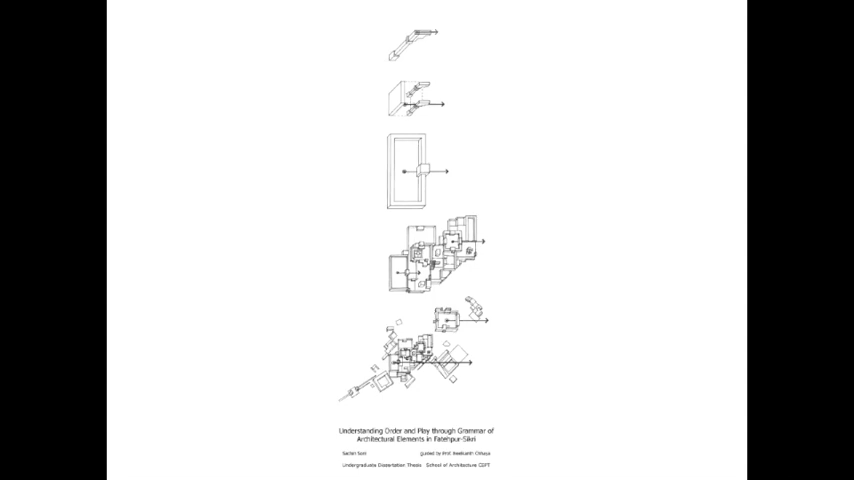 Understanding Order and Play through Grammar of
Architectural Elements in Fatehpur-Sikri
Sachin Soni guided by Prof. Neelkanth Chhaya
Undergraduate Dissertation Thesis School of Architecture CEPT